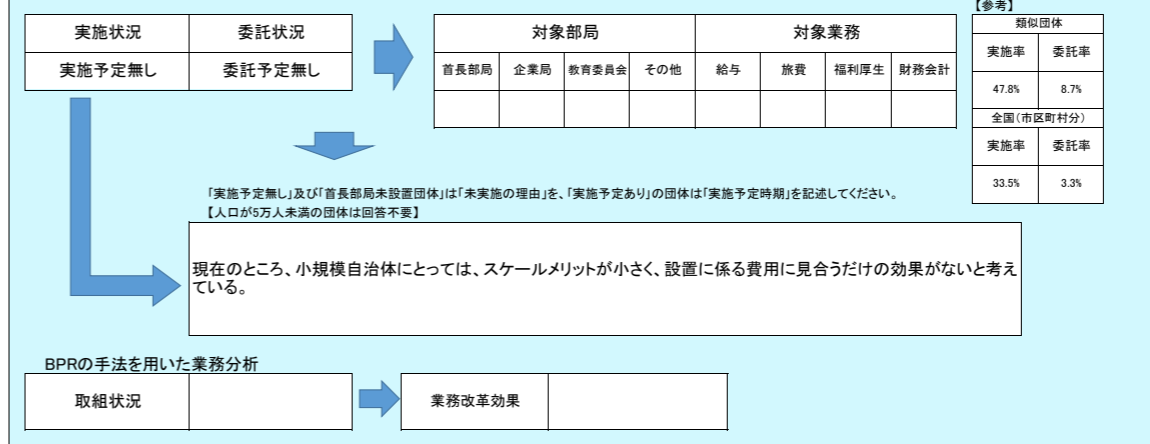 【参考】
実施状況 委託状況 対象部局 対象業務 類似団体
実施予定無し 委託予定無し 首長部局 企業局 教育委員会 その他 給与 旅費 福利厚生 財務会計 実施率 委託率
47.8% 8.7%
全国(市区町村分)
実施率 委託率
33.5% 3.3%
「実施予定無し」及び「首長部局未設置団体」は「未実施の理由」を、「実施予定あり」の団体は「実施予定時期」を記述してください。
【人口が5万人未満の団体は回答不要】
現在のところ、小規模自治体にとっては、スケールメリットが小さく、設置に係る費用に見合うだけの効果がないと考え
ている。
BPRの手法を用いた業務分析
取組状況 業務改革効果